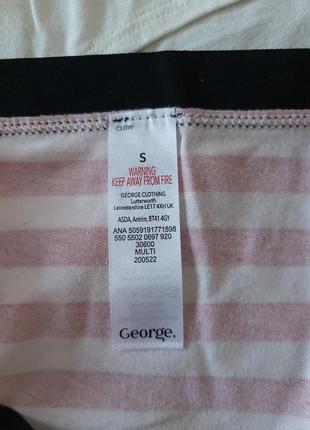 CLGW
S
WARNING
KEEP AWAY FROM FIRE
GEORGE CLOTHING
Lutterworth
Leicestershire LE17 4XH UK
ASDA, Antrim, BT41 4GY
ANA 5059191771898
550 5502 0697 920
30600
MULTI
200522
George.